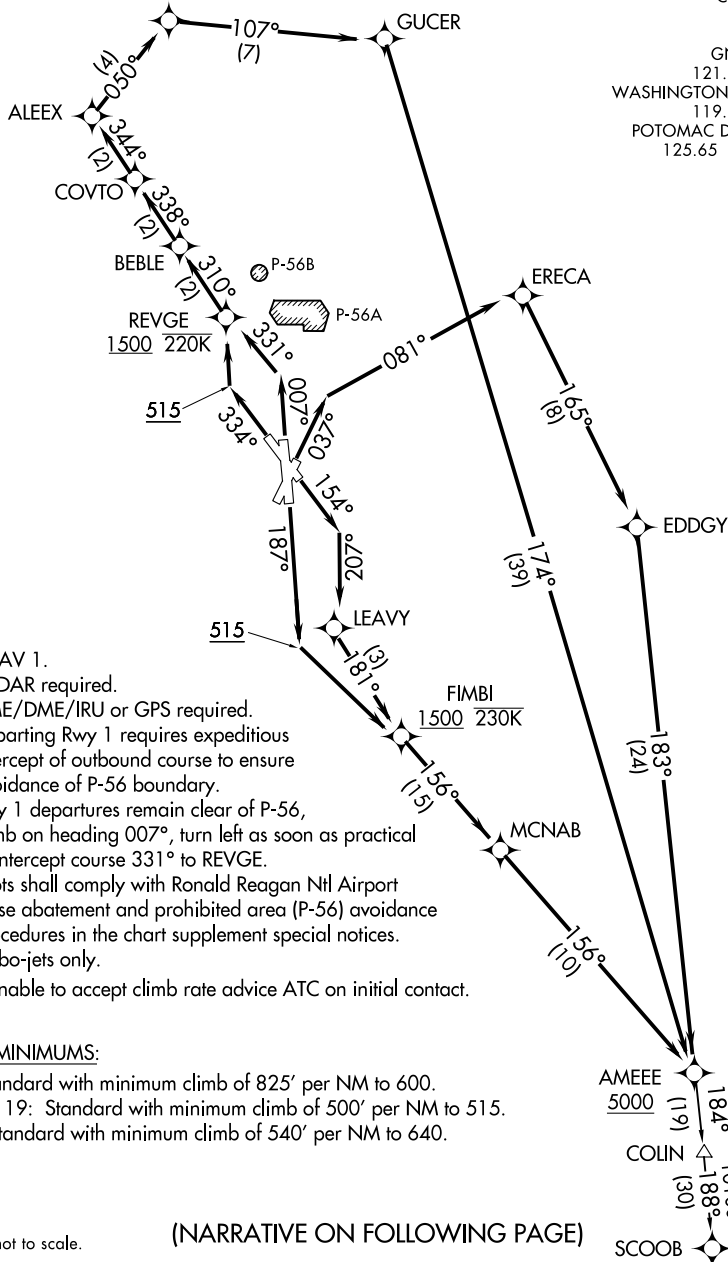 C
GUCER
107°
(7)
(4)
050°
GN
121.
WASHINGTON
119.
POTOMAC D
125.65
ALEEX
344°
(2)
COVTO
338°
(2)
BEBLE
310°
(2)
P-56B
P-56A
REVGE
1500 220K
331°
ERECA
081°
007°
037°
515
334°
165°
(8)
154°
187°
207°
EDDGY
174°
(39)
LEAVY
515
(3)
181°
FIMBI
1500 230K
183°
(24)
AV 1.
DAR required.
ME/DME/IRU or GPS required.
parting Rwy 1 requires expeditious
ercept of outbound course to ensure
oidance of P-56 boundary.
y 1 departures remain clear of P-56,
mb on heading 007°, turn left as soon as practical
ntercept course 331° to REVGE.
ots shall comply with Ronald Reagan Ntl Airport
se abatement and prohibited area (P-56) avoidance
cedures in the chart supplement special notices.
bo-jets only.
nable to accept climb rate advice ATC on initial contact.
156°
(15)
MCNAB
156°
(10)
MINIMUMS:
andard with minimum climb of 825' per NM to 600.
19: Standard with minimum climb of 500' per NM to 515.
tandard with minimum climb of 540' per NM to 640.
AMEEE
5000
184°
(19)
COLIN
188°
(30)
SCOOB
not to scale.
(NARRATIVE ON FOLLOWING PAGE)